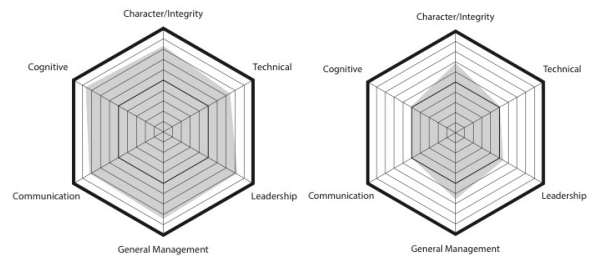 Character/Integrity
Cognitive
Technical
Communication
Leadership
General Management
Character/Integrity
Cognitive
Technical
Communication
Leadership
General Management